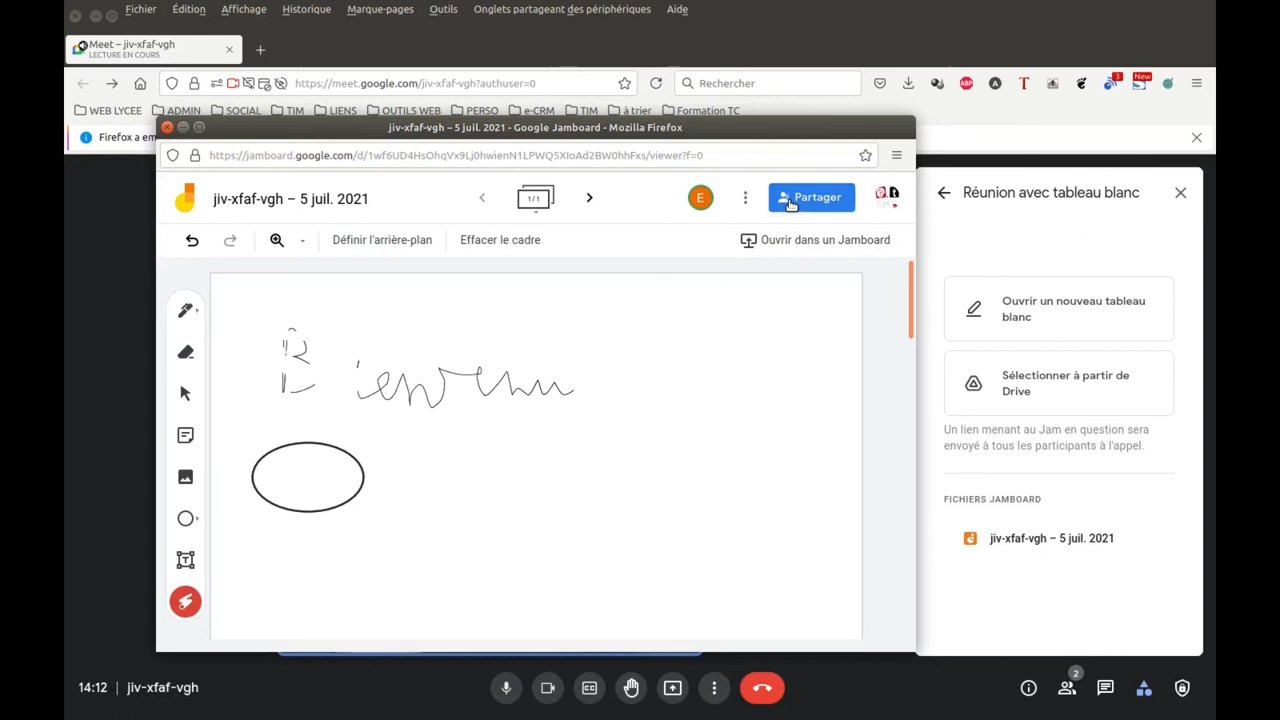 Fichier Édition Affichage Historique Marque-pages Outils Onglets partageant des périphériques Aide
Meet – jiv-xfaf-vgh
LECTURE EN COURS
https://meet.google.com/jiv-xfaf-vgh?authuser=0
Rechercher
ABP
A
T
3
New
WEB LYCEE ADMIN SOCIAL TIM LIENS OUTILS WEB PERSO e-CRM TIM à trier Formation TC
Firefox a em
jiv-xfaf-vgh – 5 juil. 2021 - Google Jamboard - Mozilla Firefox
https://jamboard.google.com/d/1wf6UD4HsOhqVx9Lj0hwienN1LPWQ5XIoAd2BW0hhFxs/viewer?f=0
jiv-xfaf-vgh – 5 juil. 2021
1/1
E
Partager
Définir l'arrière-plan
Effacer le cadre
Ouvrir dans un Jamboard
Bienvenu
Réunion avec tableau blanc
Ouvrir un nouveau tableau
blanc
Sélectionner à partir de
Drive
Un lien menant au Jam en question sera
envoyé à tous les participants à l'appel.
FICHIERS JAMBOARD
jiv-xfaf-vgh – 5 juil. 2021
14:12 | jiv-xfaf-vgh
CC
2